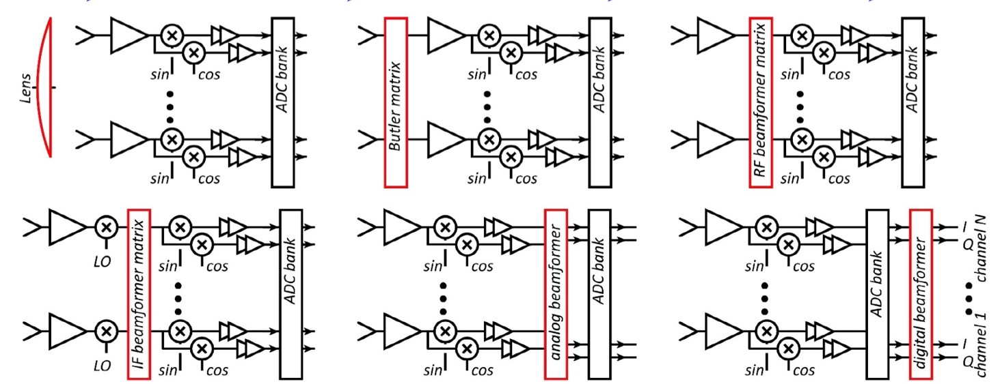 Lens
sin
cos
sin
cos
ADC bank
Butler matrix
sin
cos
sin
cos
ADC bank
RF beamformer matrix
sin
cos
sin
cos
ADC bank
LO
LO
IF beamformer matrix
sin
cos
sin
cos
ADC bank
sin
cos
sin
cos
analog beamformer
ADC bank
sin
cos
sin
cos
ADC bank
digital beamformer
I
Q
channel N
I
Q
channel 1